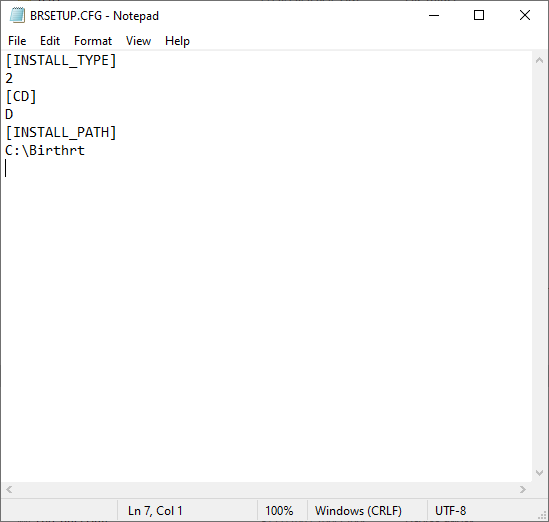 BRSETUP.CFG - Notepad
File Edit Format View Help
[INSTALL_TYPE]
2
[CD]
D
[INSTALL_PATH]
C:\Birthrt
Ln 7, Col 1 100% Windows (CRLF) UTF-8